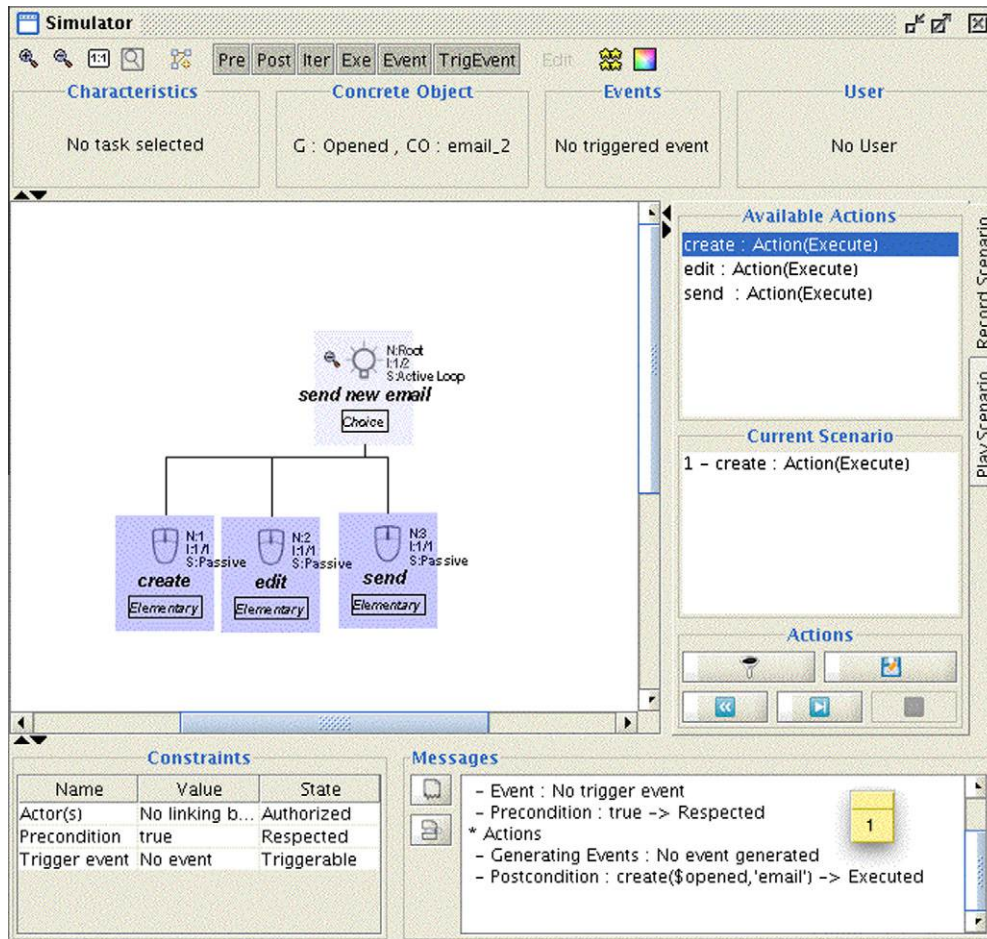 Simulator
1:1 Pre Post Iter Exe Event TrigEvent Edit
Characteristics
No task selected
Concrete Object
G : Opened , CO : email_2
Events
No triggered event
User
No User
N:Root
I:1/2
S:Active Loop
send new email
Choice
N:1
I:1/1
S:Passive
create
Elementary
N:2
I:1/1
S:Passive
edit
Elementary
N:3
I:1/1
S:Passive
send
Elementary
Available Actions
create : Action(Execute)
edit : Action(Execute)
send : Action(Execute)
Current Scenario
1 - create : Action(Execute)
Actions
Record Scenario
Play Scenario
Constraints
Name Value State
Actor(s) No linking b... Authorized
Precondition true Respected
Trigger event No event Triggerable
Messages
- Event : No trigger event
- Precondition : true -> Respected
* Actions
- Generating Events : No event generated
- Postcondition : create($opened,'email') -> Executed
1